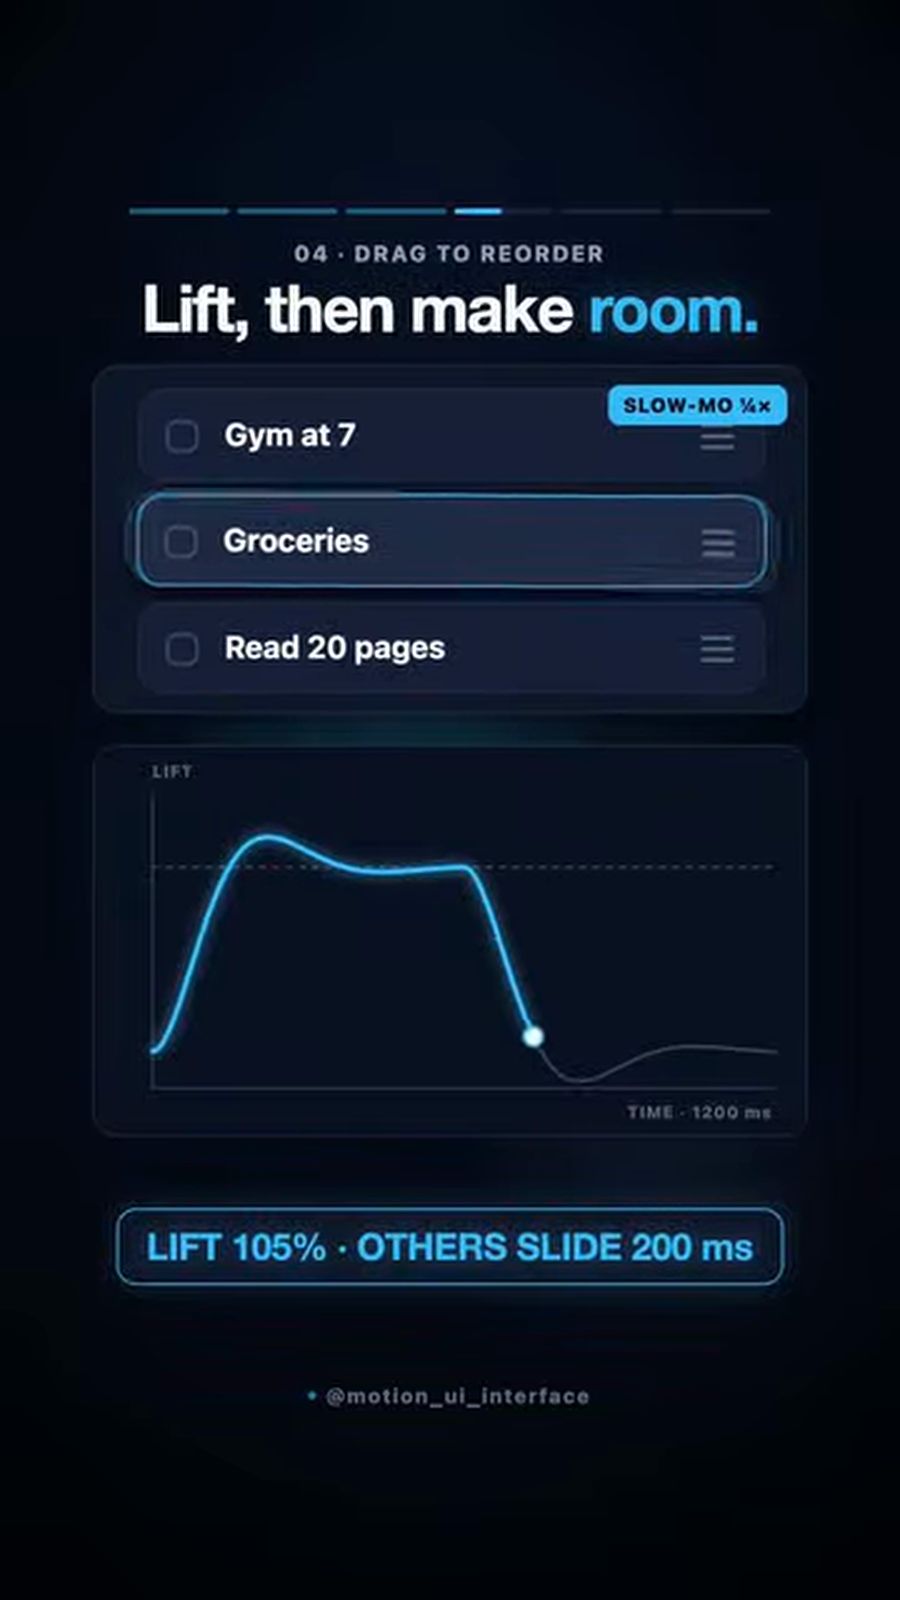 04 · DRAG TO REORDER
Lift, then make room.
SLOW-MO ¼×
Gym at 7
Groceries
Read 20 pages
LIFT
TIME · 1200 ms
LIFT 105% · OTHERS SLIDE 200 ms
@motion_ui_interface